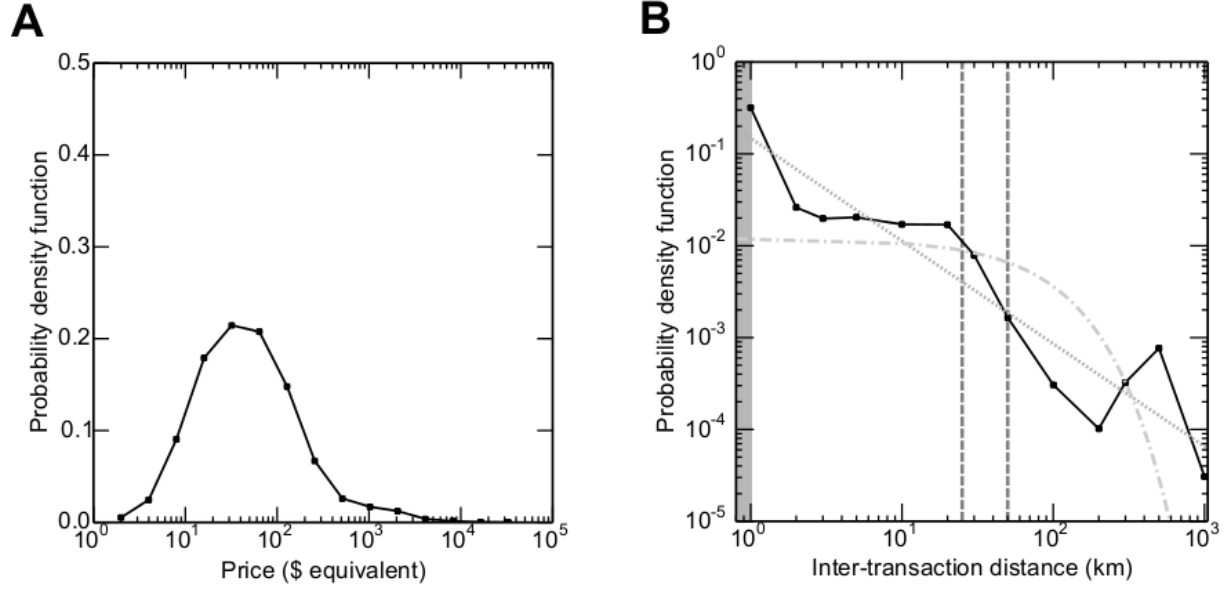 A
Probability density function
0.5
0.4
0.3
0.2
0.1
0.0
10^0 10^1 10^2 10^3 10^4 10^5
Price ($ equivalent)
B
Probability density function
10^0
10^-1
10^-2
10^-3
10^-4
10^-5
10^0 10^1 10^2 10^3
Inter-transaction distance (km)